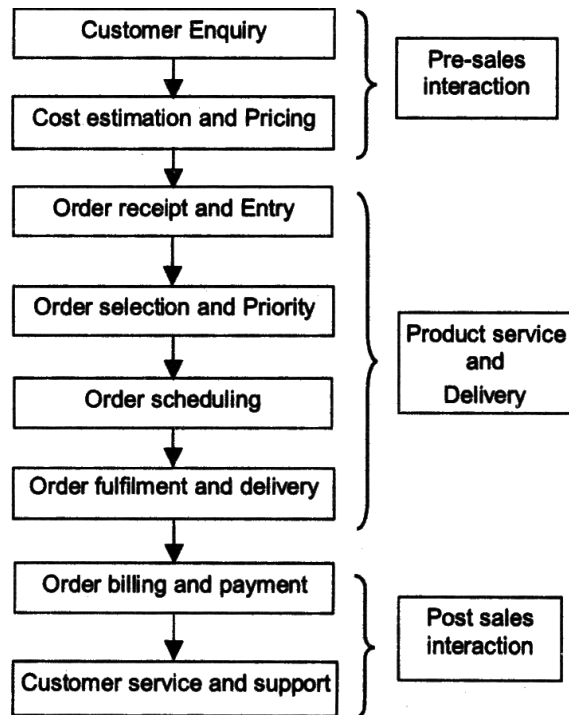 Customer Enquiry
Cost estimation and Pricing
Pre-sales
interaction
Order receipt and Entry
Order selection and Priority
Order scheduling
Order fulfilment and delivery
Product service
and
Delivery
Order billing and payment
Customer service and support
Post sales
interaction